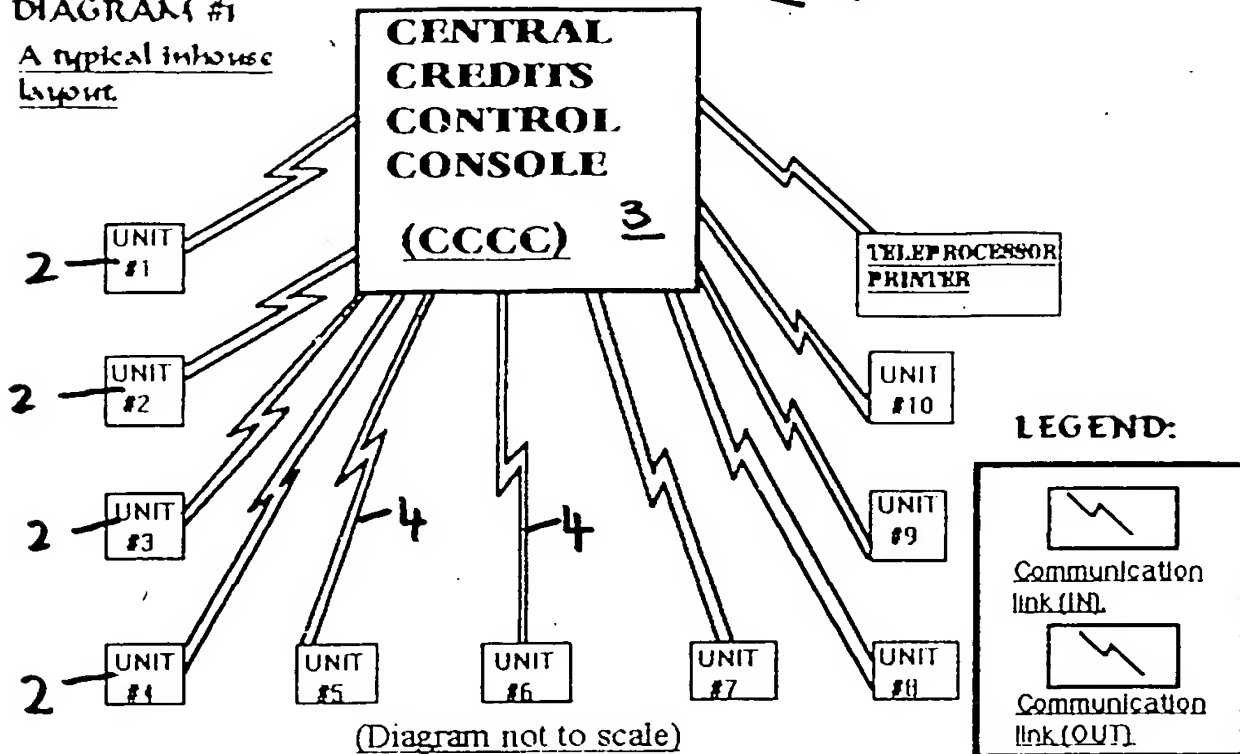 DIAGRAM #1
A typical inhouse
layout.
CENTRAL
CREDITS
CONTROL
CONSOLE
(CCCC) 3
TELEPROCESSOR
PRINTER
2 UNIT
#1
2 UNIT
#2
2 UNIT
#3
2 UNIT
#4
4
4
UNIT
#5
UNIT
#6
UNIT
#7
UNIT
#8
UNIT
#9
UNIT
#10
LEGEND:
Communication
link (IN).
Communication
link (OUT)
(Diagram not to scale)